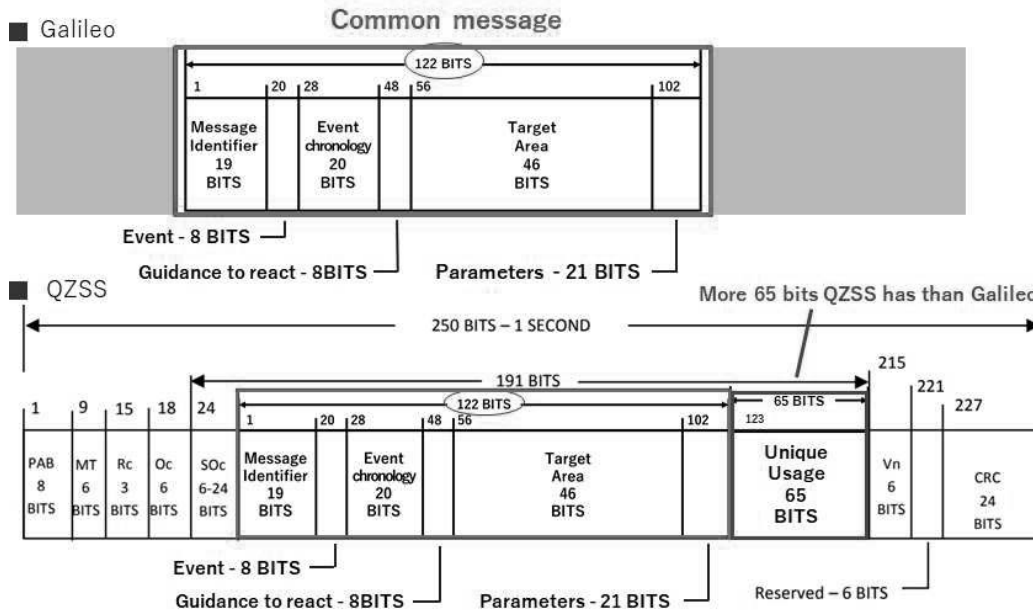 Common message
■ Galileo
122 BITS
1 20 28 48 56 102
Message Identifier 19 BITS
Event chronology 20 BITS
Target Area 46 BITS
Event - 8 BITS
Guidance to react - 8BITS
Parameters - 21 BITS
■ QZSS
More 65 bits QZSS has than Galileo
250 BITS – 1 SECOND
191 BITS
215
221
227
1 9 15 18 24
122 BITS
65 BITS
1 20 28 48 56 102 123
PAB 8 BITS
MT 6 BITS
Rc 3 BITS
Oc 6 BITS
SOc 6-24 BITS
Message Identifier 19 BITS
Event chronology 20 BITS
Target Area 46 BITS
Unique Usage 65 BITS
Vn 6 BITS
CRC 24 BITS
Event - 8 BITS
Guidance to react - 8BITS
Parameters - 21 BITS
Reserved – 6 BITS